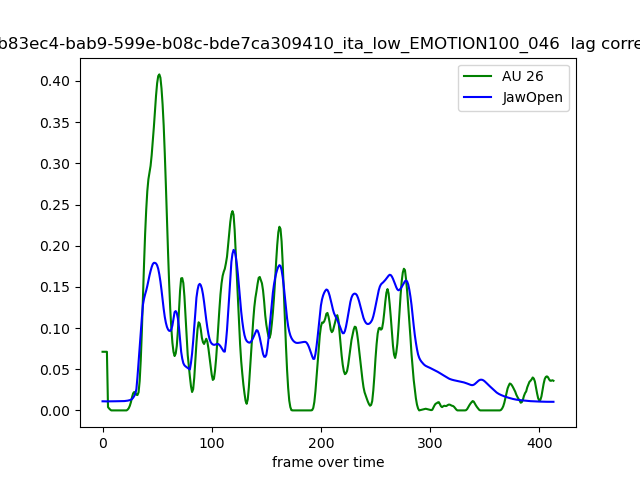 b83ec4-bab9-599e-b08c-bde7ca309410_ita_low_EMOTION100_046 lag corre
AU 26
JawOpen
0.40
0.35
0.30
0.25
0.20
0.15
0.10
0.05
0.00
0 100 200 300 400
frame over time